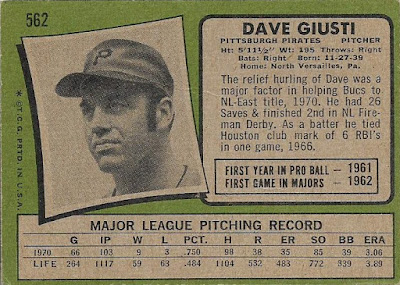 562
DAVE GIUSTI
PITTSBURGH PIRATES PITCHER
Ht: 5'11½" Wt: 195 Throws: Right
Bats: Right Born: 11-27-39
Home: North Versailles, Pa.
The relief hurling of Dave was a
major factor in helping Bucs to
NL-East title, 1970. He had 26
Saves & finished 2nd in NL Fire-
man Derby. As a batter he tied
Houston club mark of 6 RBI's
in one game, 1966.
FIRST YEAR IN PRO BALL — 1961
FIRST GAME IN MAJORS — 1962
P
* ©T.C.G. PRTD. IN U.S.A.
MAJOR LEAGUE PITCHING RECORD
G IP W L PCT. H R ER SO BB ERA
1970 66 103 9 3 .750 98 38 35 85 39 3.06
LIFE 264 1117 59 63 .484 1104 532 483 772 339 3.89